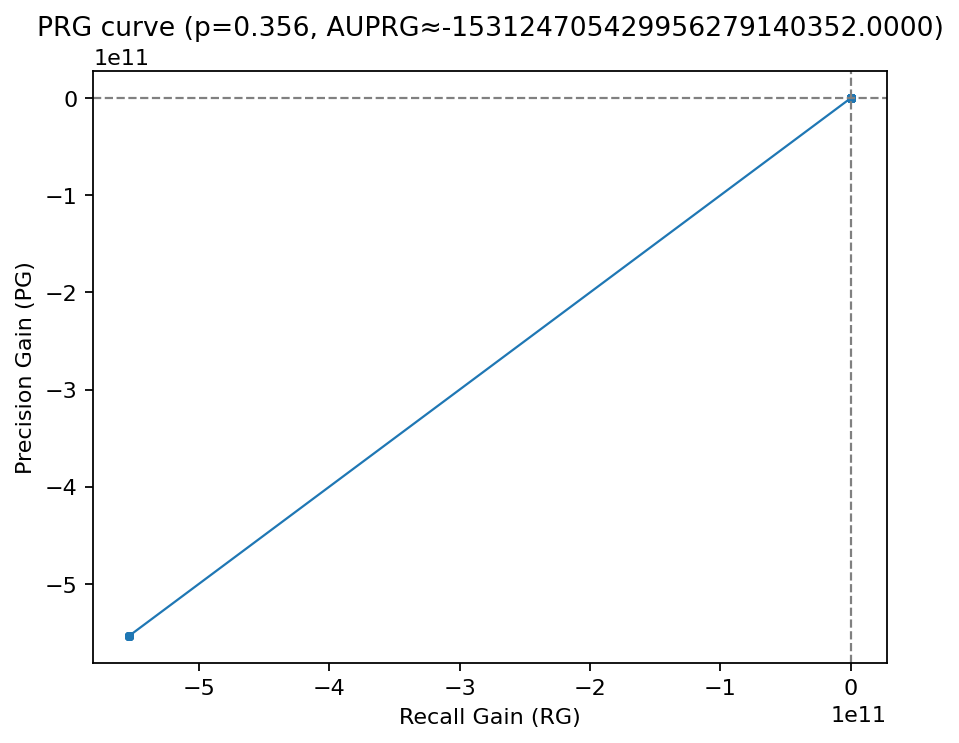 PRG curve (p=0.356, AUPRG≈-153124705429956279140352.0000)
1e11
0
−1
−2
−3
−4
−5
Precision Gain (PG)
−5 −4 −3 −2 −1 0
1e11
Recall Gain (RG)